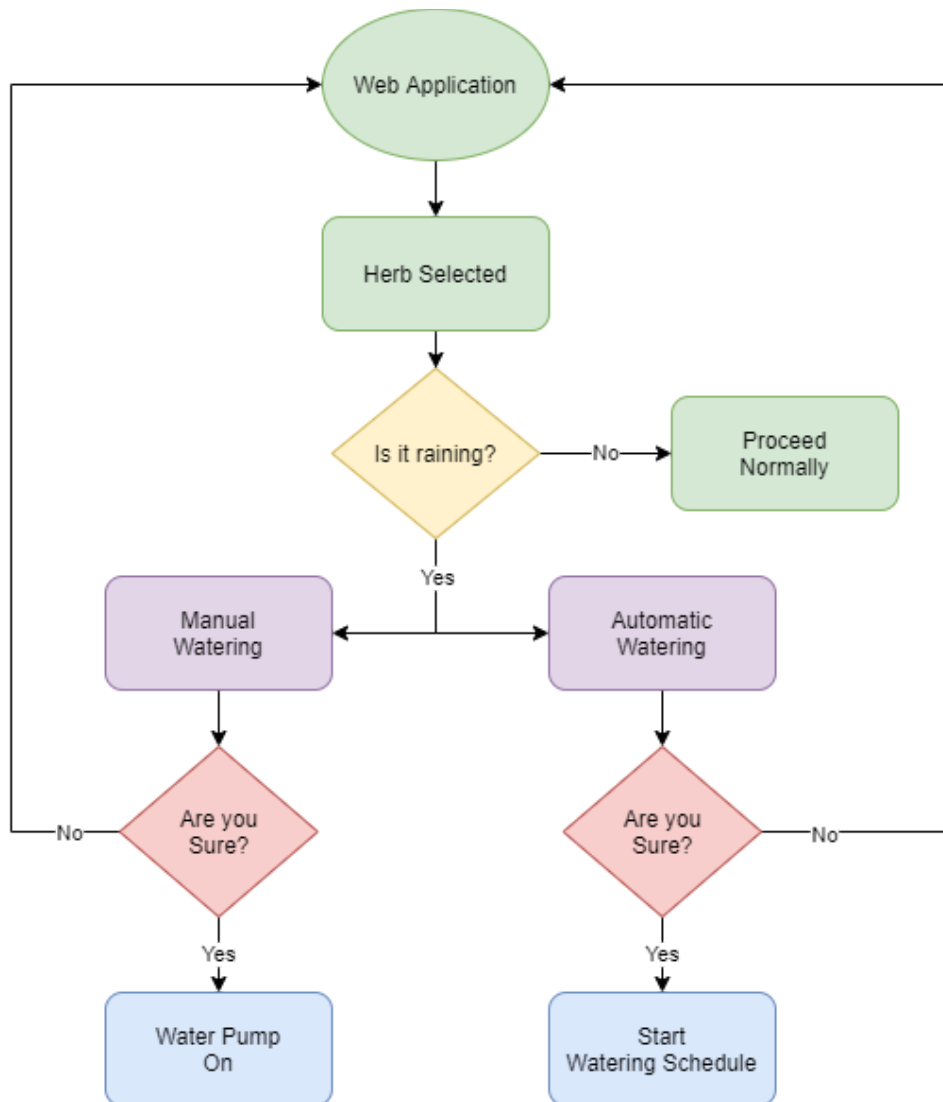 Web Application
Herb Selected
Is it raining?
No
Proceed
Normally
Yes
Manual
Watering
Automatic
Watering
Are you
Sure?
No
Are you
Sure?
No
Yes
Yes
Water Pump
On
Start
Watering Schedule